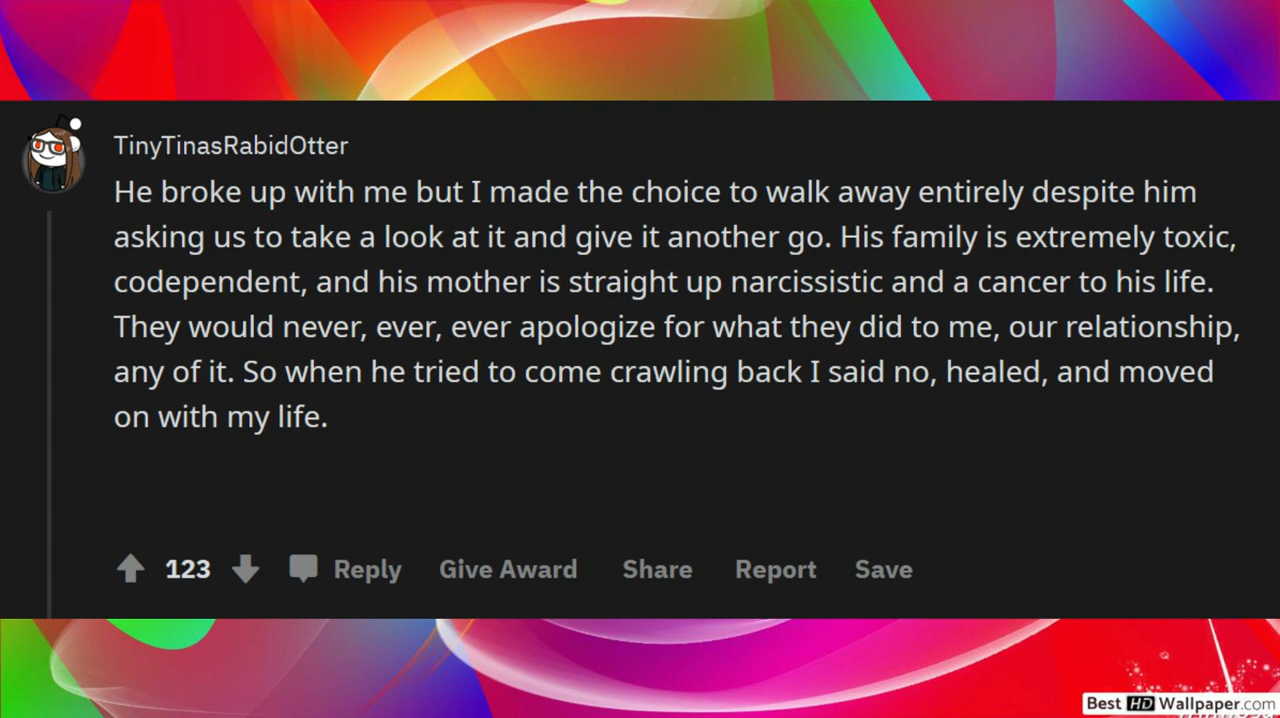 TinyTinasRabidOtter
He broke up with me but I made the choice to walk away entirely despite him
asking us to take a look at it and give it another go. His family is extremely toxic,
codependent, and his mother is straight up narcissistic and a cancer to his life.
They would never, ever, ever apologize for what they did to me, our relationship,
any of it. So when he tried to come crawling back I said no, healed, and moved
on with my life.
123 Reply Give Award Share Report Save
Best HD Wallpaper.com